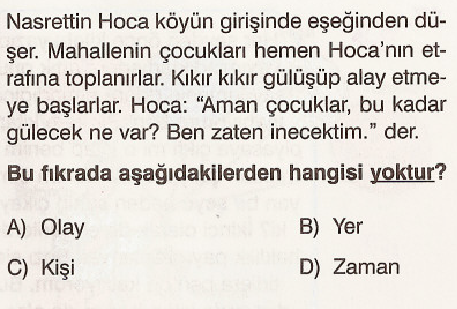 Nasrettin Hoca köyün girişinde eşeğinden dü-
şer. Mahallenin çocukları hemen Hoca'nın et-
rafına toplanırlar. Kıkır kıkır gülüşüp alay etme-
ye başlarlar. Hoca: "Aman çocuklar, bu kadar
gülecek ne var? Ben zaten inecektim." der.
Bu fıkrada aşağıdakilerden hangisi yoktur?
A) Olay B) Yer
C) Kişi D) Zaman